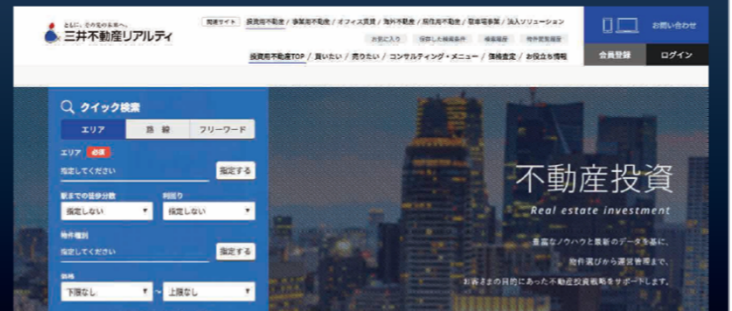 ともに、その先の未来へ。
三井不動産リアルティ
関連サイト 投資用不動産 / 事業用不動産 / オフィス賃貸 / 海外不動産 / 居住用不動産 / 駐車場事業 / 法人ソリューション
お気に入り 保存した検索条件 検索履歴 物件閲覧履歴
お問い合わせ
投資用不動産TOP / 買いたい / 売りたい / コンサルティング・メニュー / 価格査定 / お役立ち情報
会員登録 ログイン
クイック検索
エリア 路線 フリーワード
エリア 必須
指定してください 指定する
駅までの徒歩分数 利回り
指定しない 指定しない
物件種別
指定してください 指定する
価格
下限なし ~ 上限なし
不動産投資
Real estate investment
豊富なノウハウと最新のデータを基に、
物件選びから運営管理まで、
お客さまの目的にあった不動産投資戦略をサポートします。